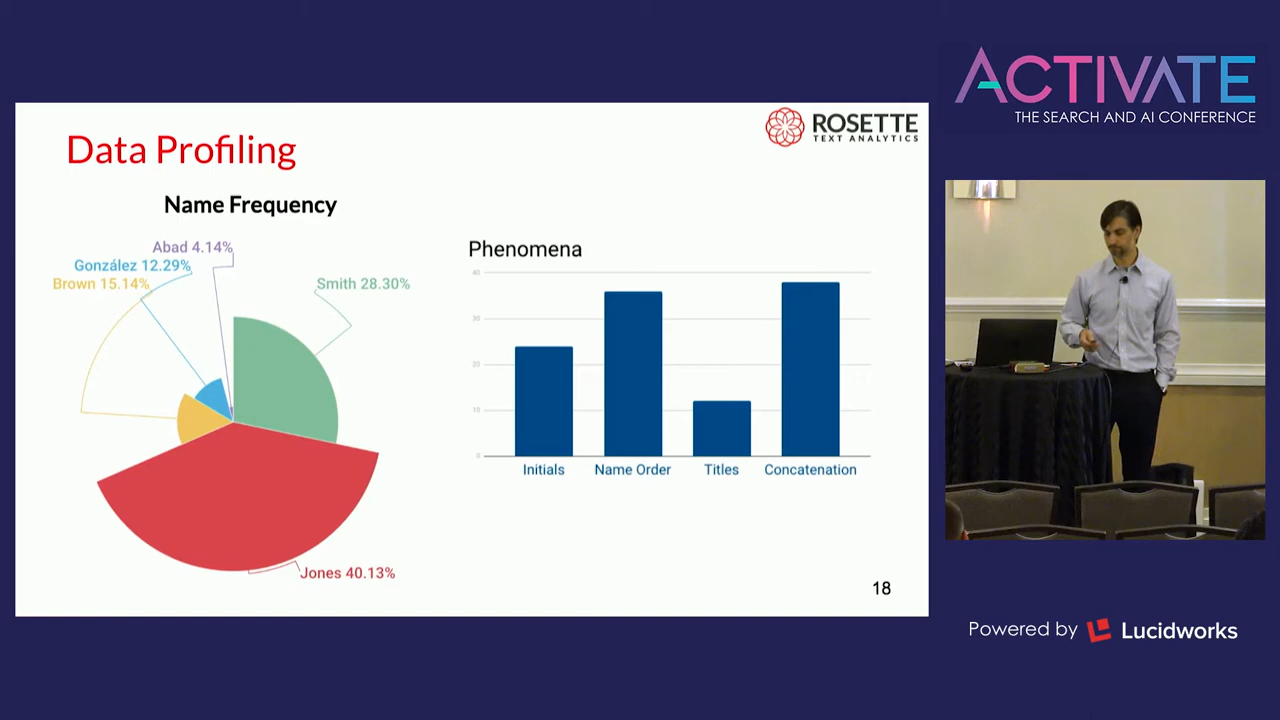 ACTIVATE
THE SEARCH AND AI CONFERENCE
ROSETTE
TEXT ANALYTICS
Data Profiling
Name Frequency
Abad 4.14%
González 12.29%
Brown 15.14%
Smith 28.30%
Jones 40.13%
Phenomena
40
30
20
10
0
Initials
Name Order
Titles
Concatenation
18
Powered by Lucidworks